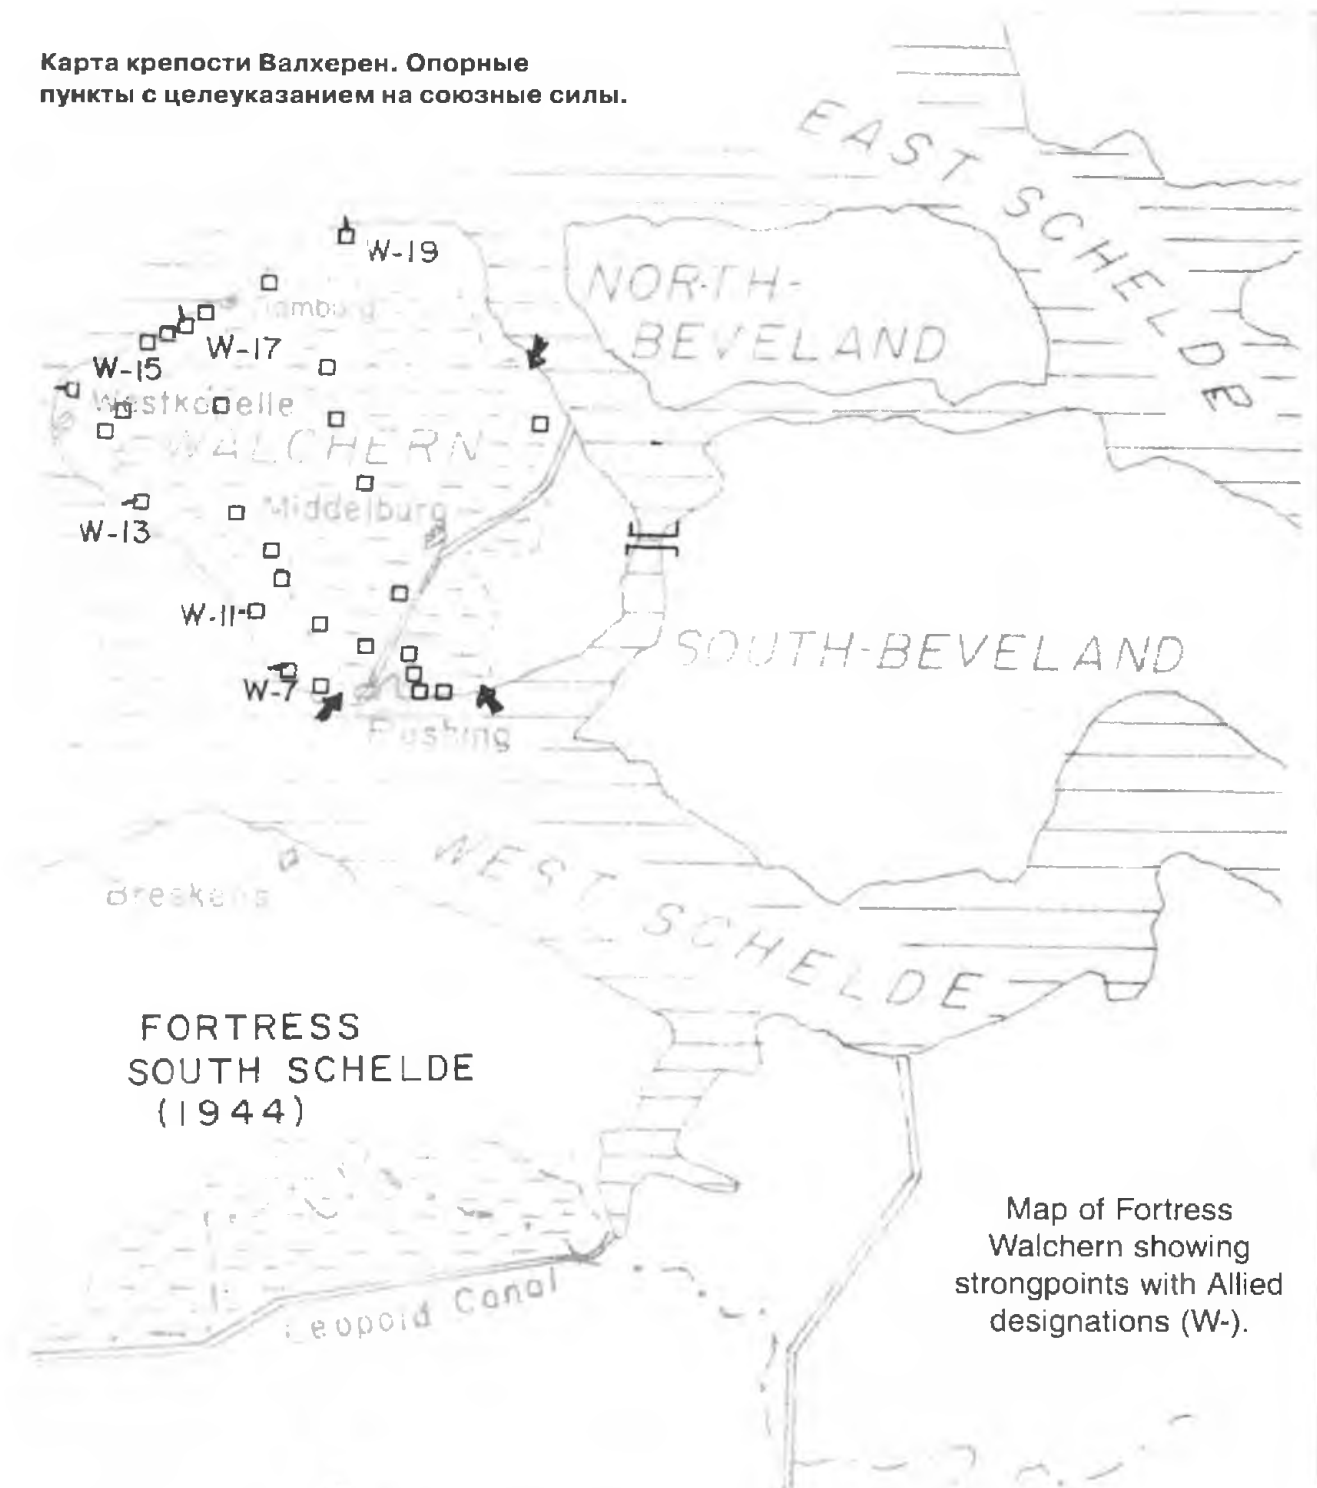 Карта крепости Валхерен. Опорные
пункты с целеуказанием на союзные силы.
EAST SCHELDE
W-19
NORTH-
BEVELAND
W-17
W-15
Westkapelle
WALCHERN
Middelburg
W-13
W-11
SOUTH-BEVELAND
W-7
Flushing
WEST SCHELDE
Breskens
FORTRESS
SOUTH SCHELDE
(1944)
Leopold Canal
Map of Fortress
Walchern showing
strongpoints with Allied
designations (W-).